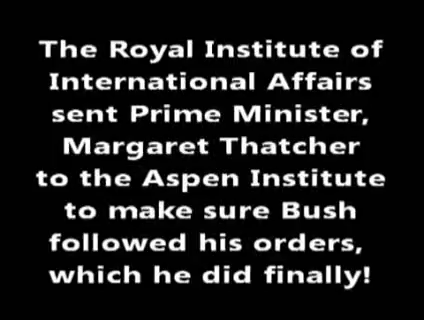 The Royal Institute of
International Affairs
sent Prime Minister,
Margaret Thatcher
to the Aspen Institute
to make sure Bush
followed his orders,
which he did finally!